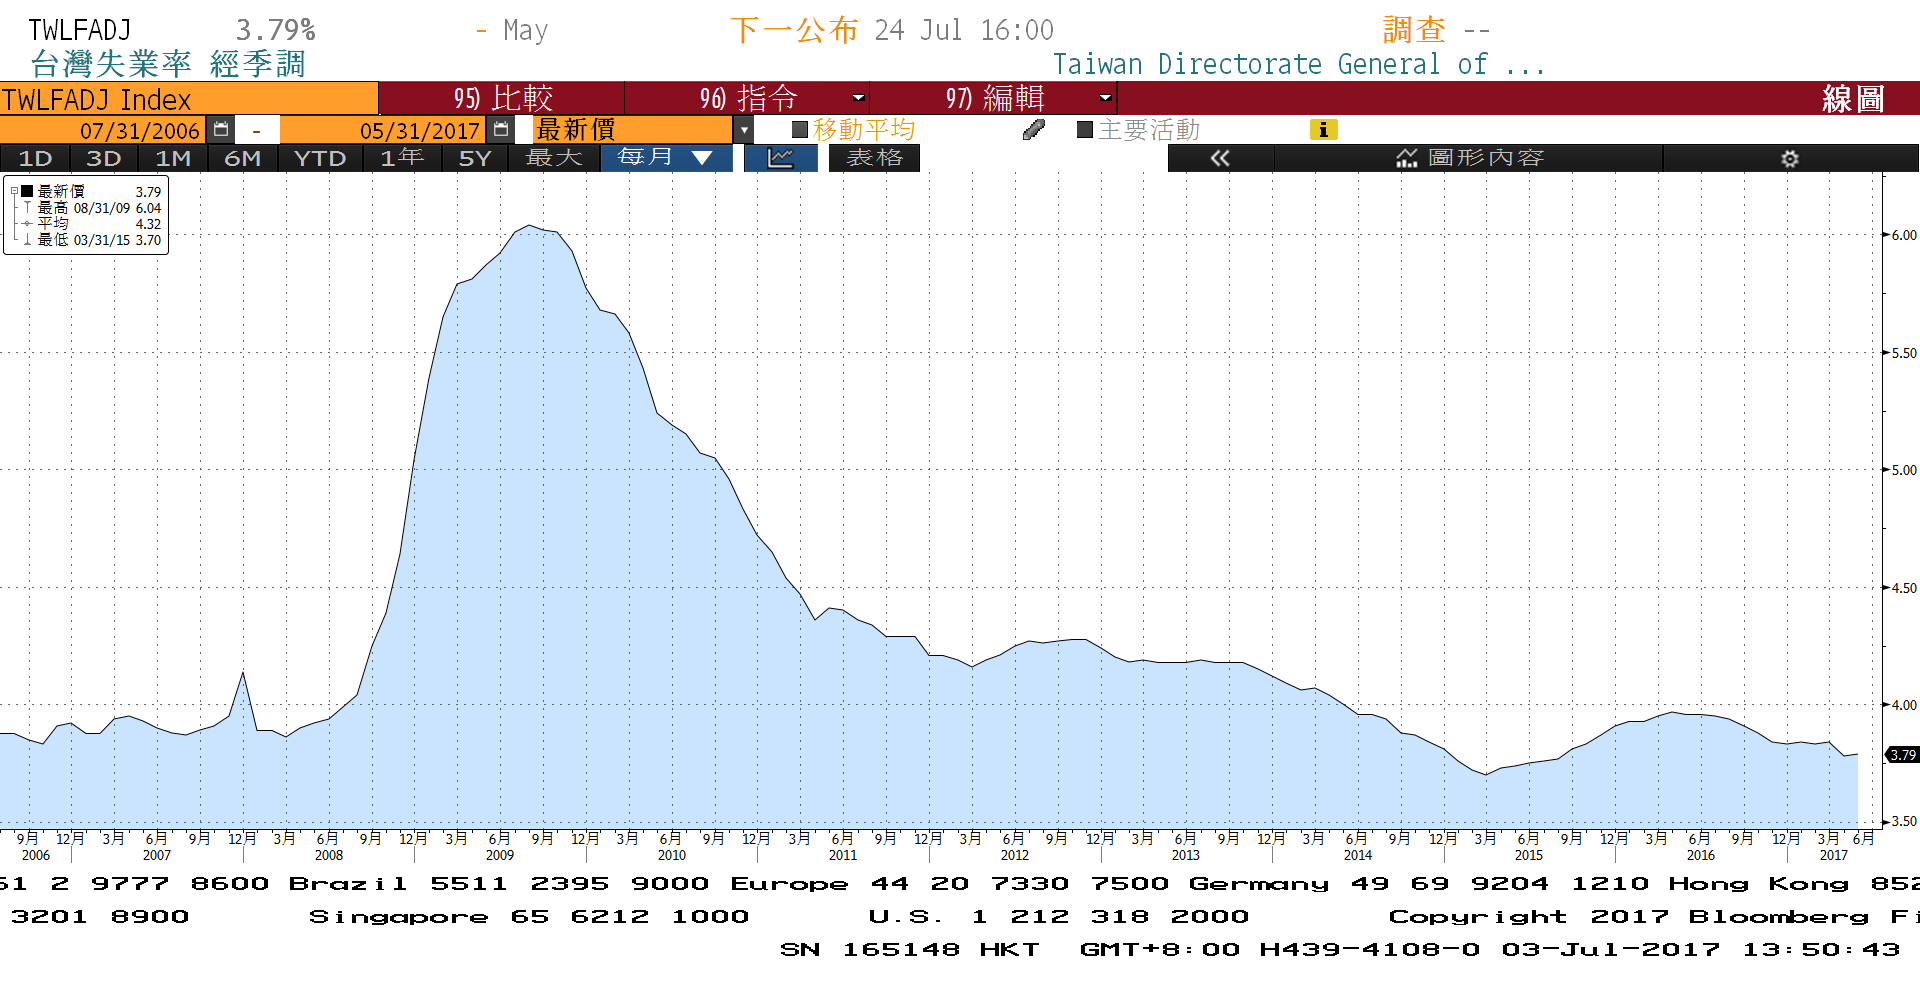 TWLFADJ 3.79% - May 下一公布 24 Jul 16:00 調查 --
台灣失業率 經季調 Taiwan Directorate General of ...
TWLFADJ Index 95) 比較 96) 指令 97) 編輯 線圖
07/31/2006 - 05/31/2017 最新價 移動平均 主要活動 i
1D 3D 1M 6M YTD 1年 5Y 最大 每月 ▼ 表格 « 圖形內容
最新價 3.79
最高 08/31/09 6.04
平均 4.32
最低 03/31/15 3.70
6.00
5.50
5.00
4.50
4.00
3.79
3.50
9月 12月 3月 6月 9月 12月 3月 6月 9月 12月 3月 6月 9月 12月 3月 6月 9月 12月 3月 6月 9月 12月 3月 6月 9月 12月 3月 6月 9月 12月 3月 6月 9月 12月 3月 6月 9月 12月 3月 6月 9月 12月 3月 6月
2006 2007 2008 2009 2010 2011 2012 2013 2014 2015 2016 2017
61 2 9777 8600 Brazil 5511 2395 9000 Europe 44 20 7330 7500 Germany 49 69 9204 1210 Hong Kong 852
3201 8900 Singapore 65 6212 1000 U.S. 1 212 318 2000 Copyright 2017 Bloomberg Fi
SN 165148 HKT GMT+8:00 H439-4108-0 03-Jul-2017 13:50:43